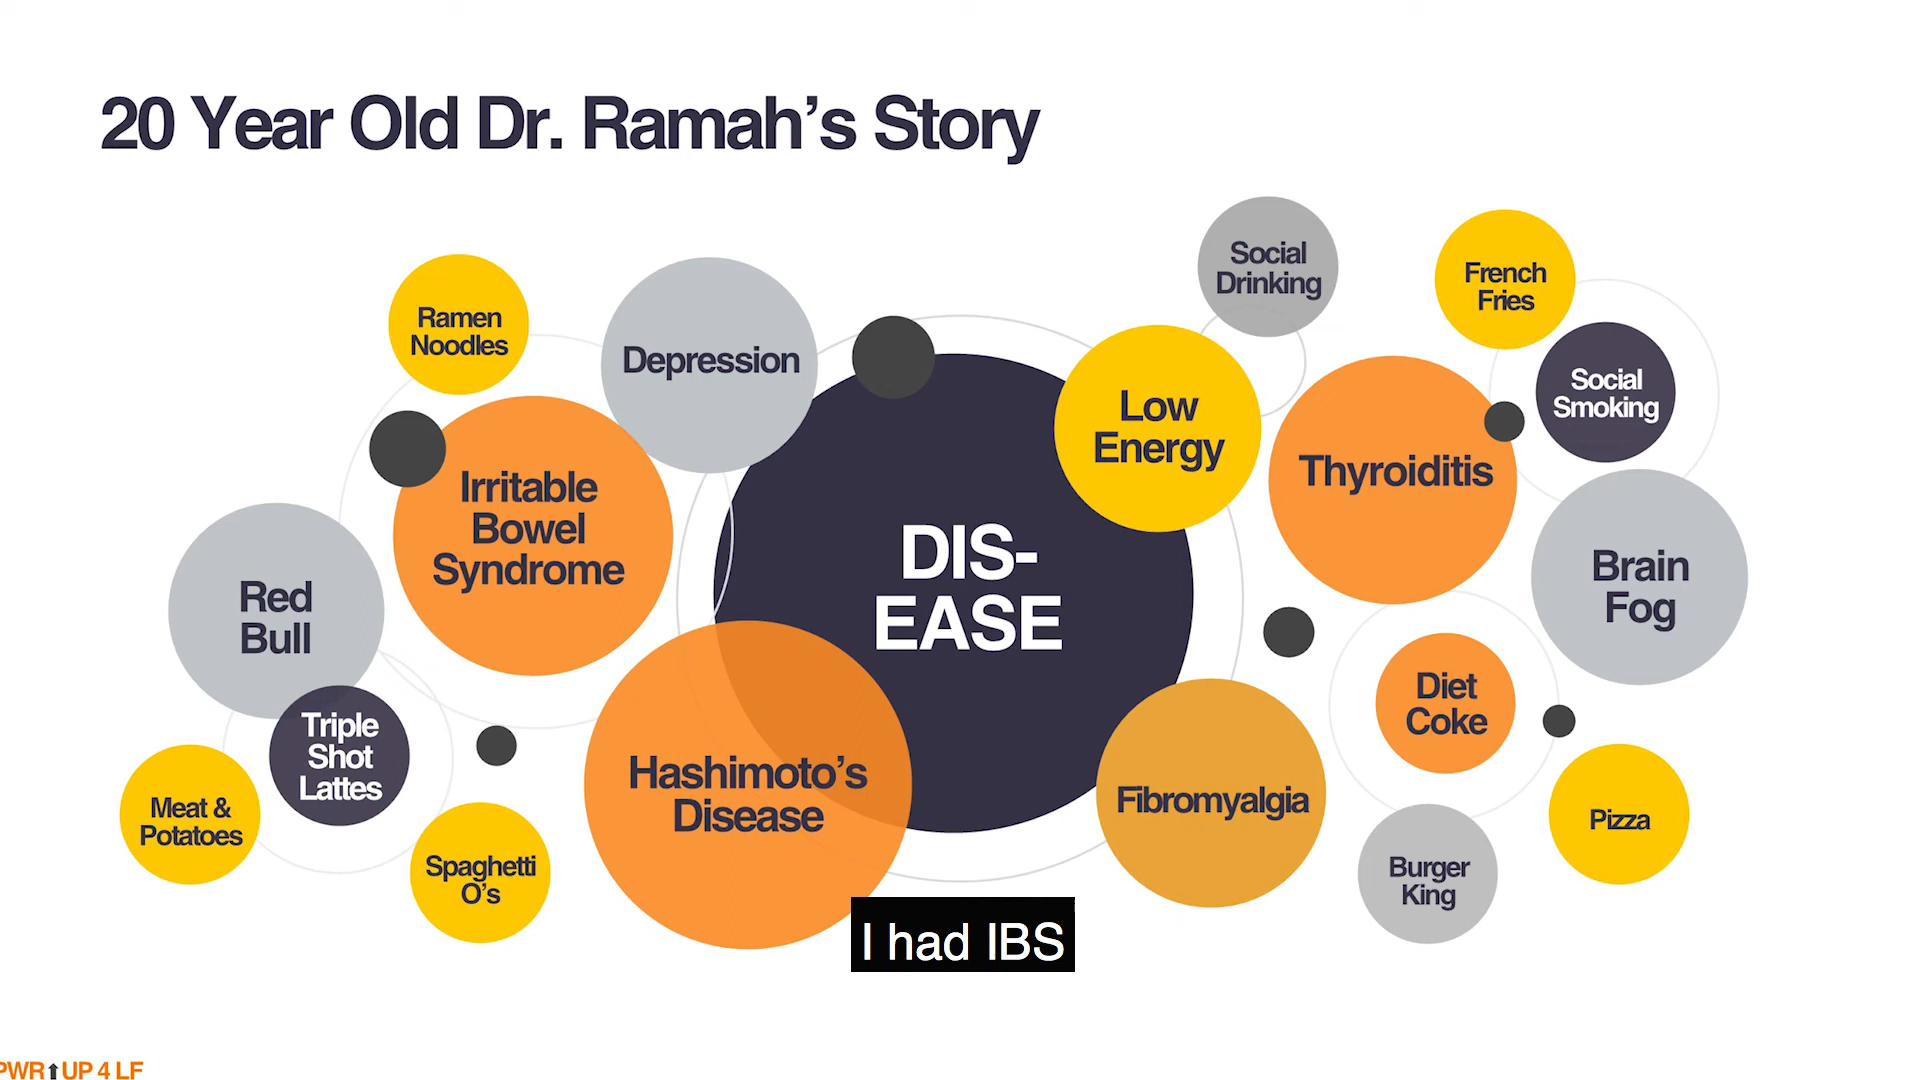 20 Year Old Dr. Ramah's Story
Ramen
Noodles
Depression
Social
Drinking
French
Fries
Social
Smoking
Low
Energy
Thyroiditis
Irritable
Bowel
Syndrome
DIS-
EASE
Brain
Fog
Red
Bull
Triple
Shot
Lattes
Meat &
Potatoes
Spaghetti
O's
Hashimoto's
Disease
Fibromyalgia
Diet
Coke
Burger
King
Pizza
I had IBS
PWR UP 4 LF